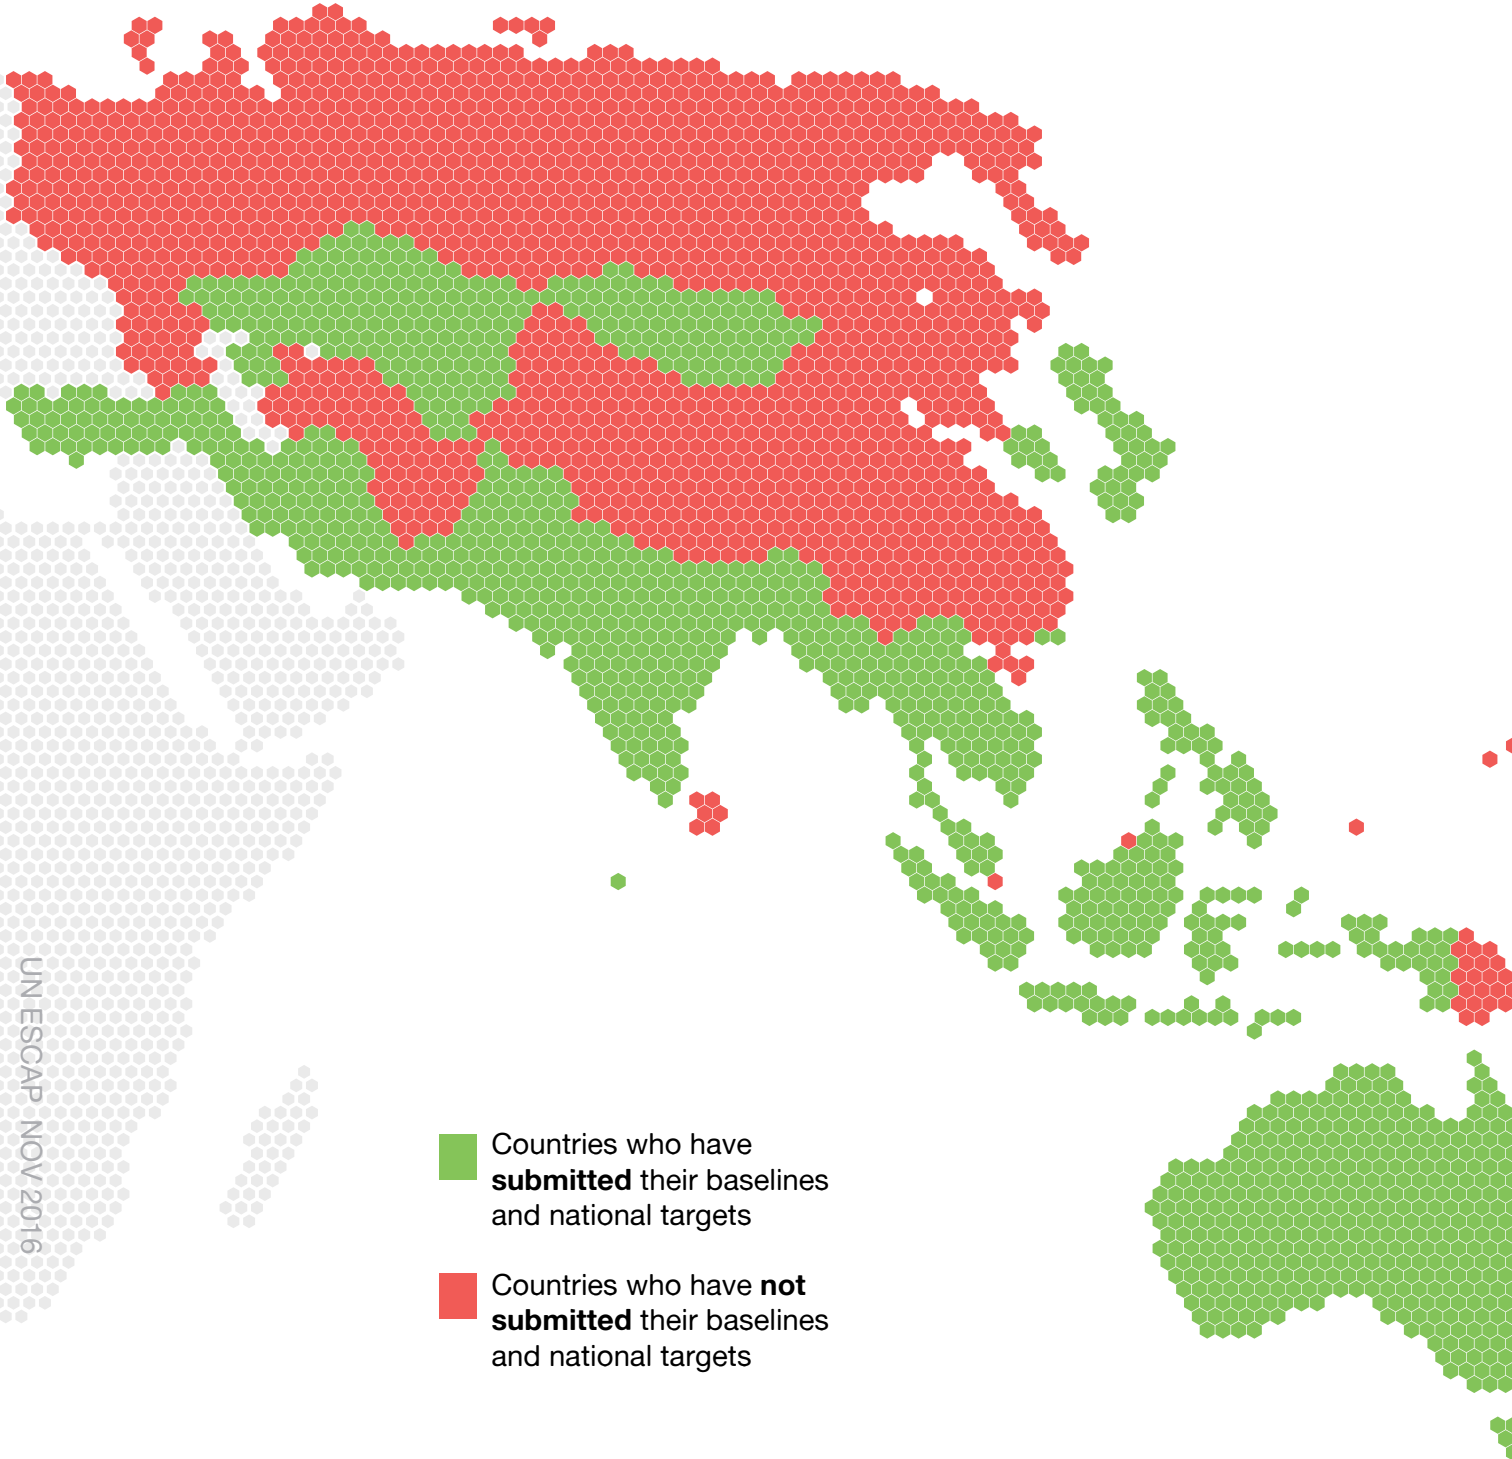 UN ESCAP NOV 2016
Countries who have
submitted their baselines
and national targets
Countries who have not
submitted their baselines
and national targets